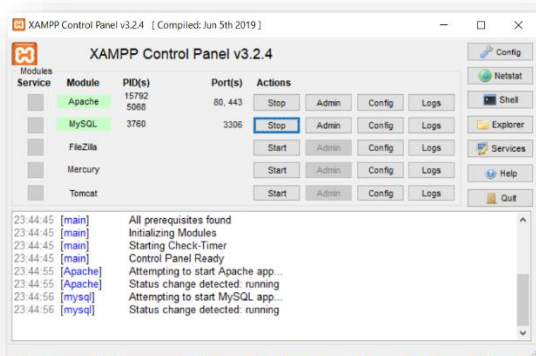 XAMPP Control Panel v3.2.4 [ Compiled: Jun 5th 2019 ]
XAMPP Control Panel v3.2.4
Config
Modules
Service Module PID(s) Port(s) Actions
Netstat
Apache 15792 5068 80, 443 Stop Admin Config Logs
Shell
MySQL 3760 3306 Stop Admin Config Logs
Explorer
FileZilla Start Admin Config Logs
Services
Mercury Start Admin Config Logs
Help
Tomcat Start Admin Config Logs
Quit
23:44:45 [main] All prerequisites found
23:44:45 [main] Initializing Modules
23:44:45 [main] Starting Check-Timer
23:44:45 [main] Control Panel Ready
23:44:55 [Apache] Attempting to start Apache app...
23:44:55 [Apache] Status change detected: running
23:44:56 [mysql] Attempting to start MySQL app...
23:44:56 [mysql] Status change detected: running